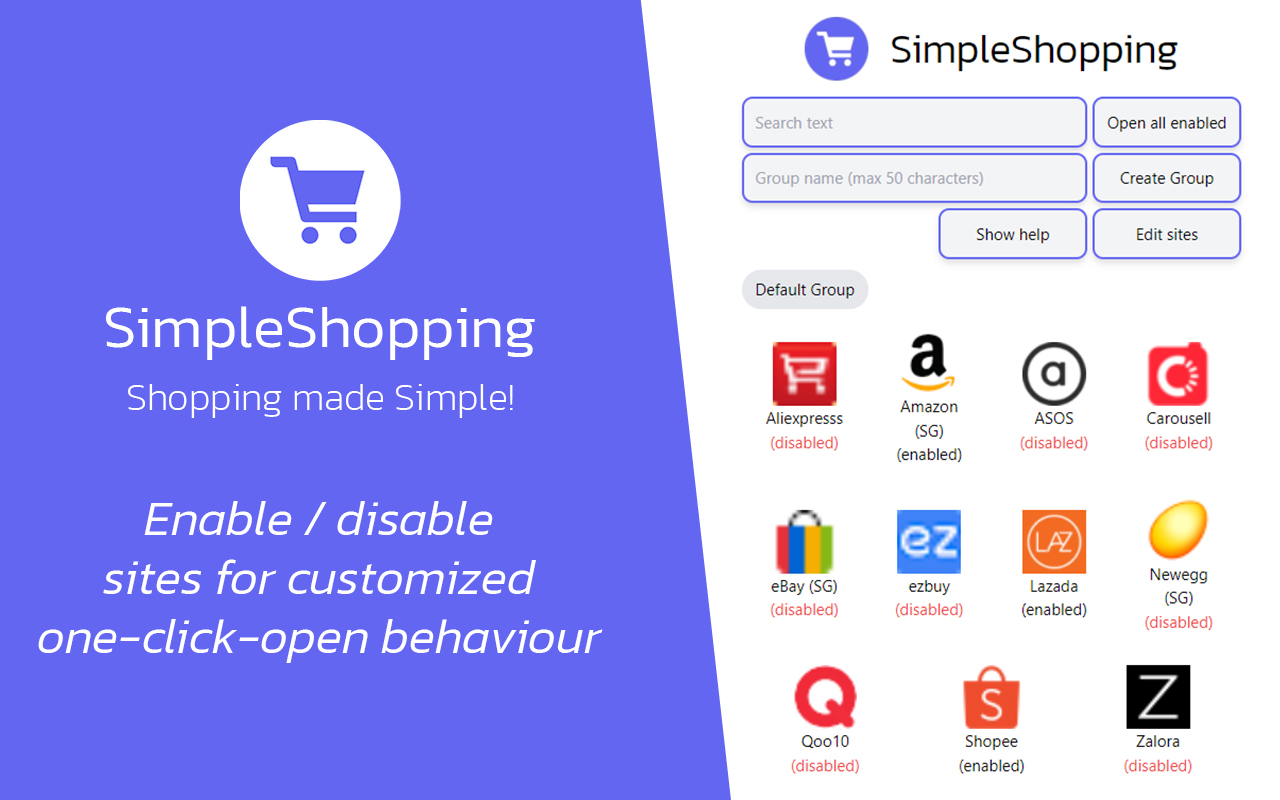 SimpleShopping
Shopping made Simple!
Enable / disable
sites for customized
one-click-open behaviour
SimpleShopping
Search text
Open all enabled
Group name (max 50 characters)
Create Group
Show help
Edit sites
Default Group
a
a
C
Aliexpresss
(disabled)
Amazon
(SG)
(enabled)
ASOS
(disabled)
Carousell
(disabled)
ez
LAZ
eBay (SG)
(disabled)
ezbuy
(disabled)
Lazada
(enabled)
Newegg
(SG)
(disabled)
Q
S
Z
Qoo10
(disabled)
Shopee
(enabled)
Zalora
(disabled)